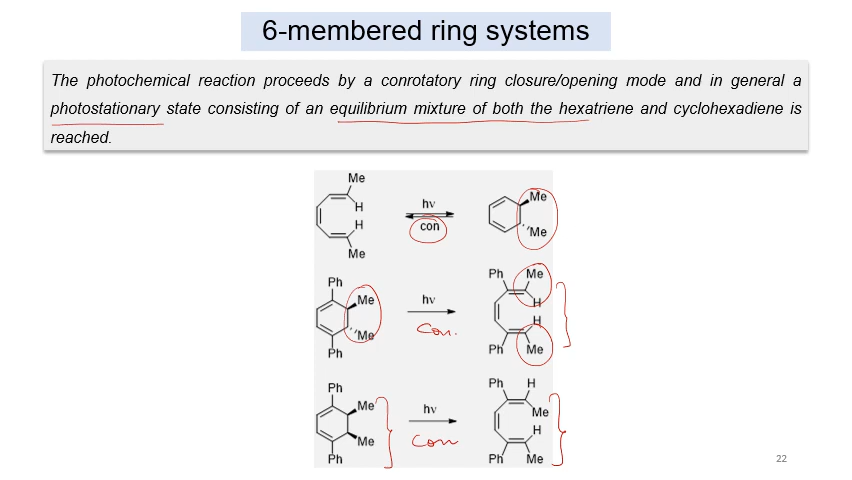 6-membered ring systems
The photochemical reaction proceeds by a conrotatory ring closure/opening mode and in general a
photostationary state consisting of an equilibrium mixture of both the hexatriene and cyclohexadiene is
reached.
Me
H
H
Me
hν
con
Me
Me
Ph
Me
Me
Ph
hν
Con.
Ph
Me
H
H
Ph
Me
Ph
Me
Me
Ph
hν
Con
Ph
H
Me
H
Ph
Me
22